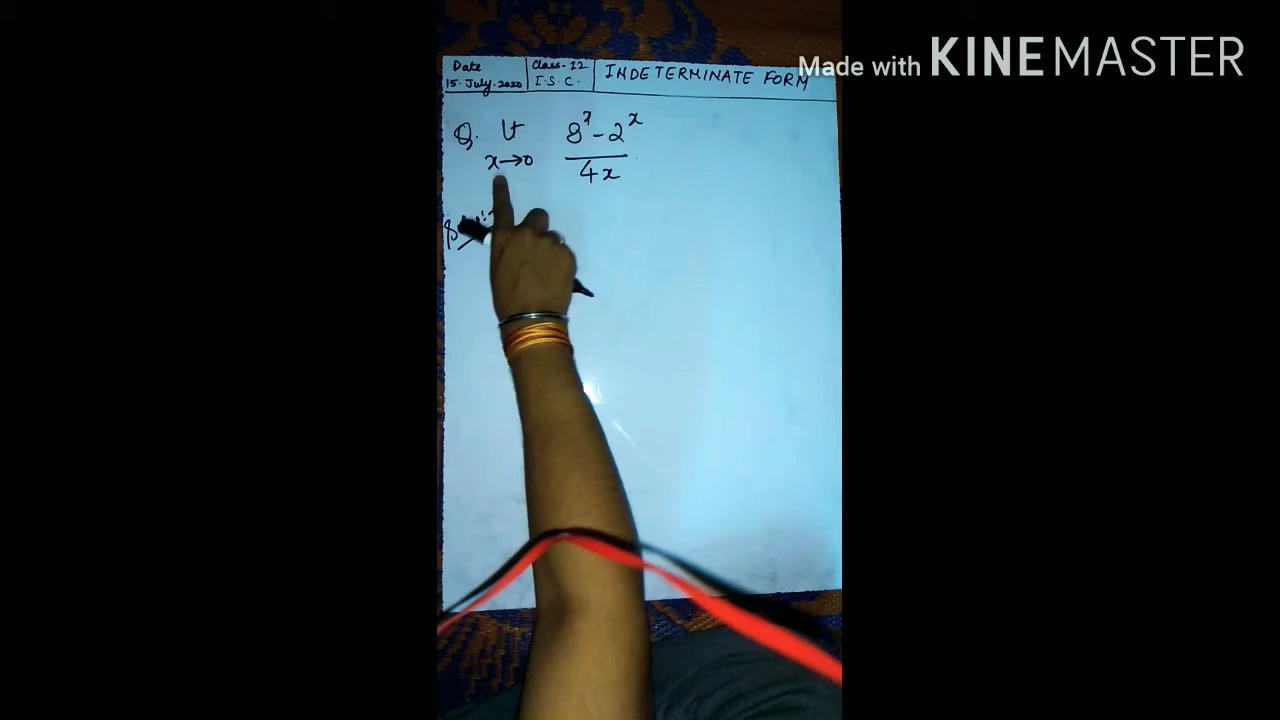 Made with KINEMASTER
Date
15. July. 2020
Class-12
I.S.C.
INDETERMINATE FORM
Q. Lt 8^x - 2^x
x→0 4x